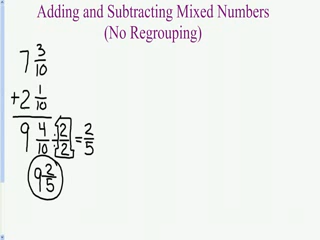 Adding and Subtracting Mixed Numbers
(No Regrouping)
7 3/10
+2 1/10
9 4/10 ÷ 2/2 = 2/5
9 2/5